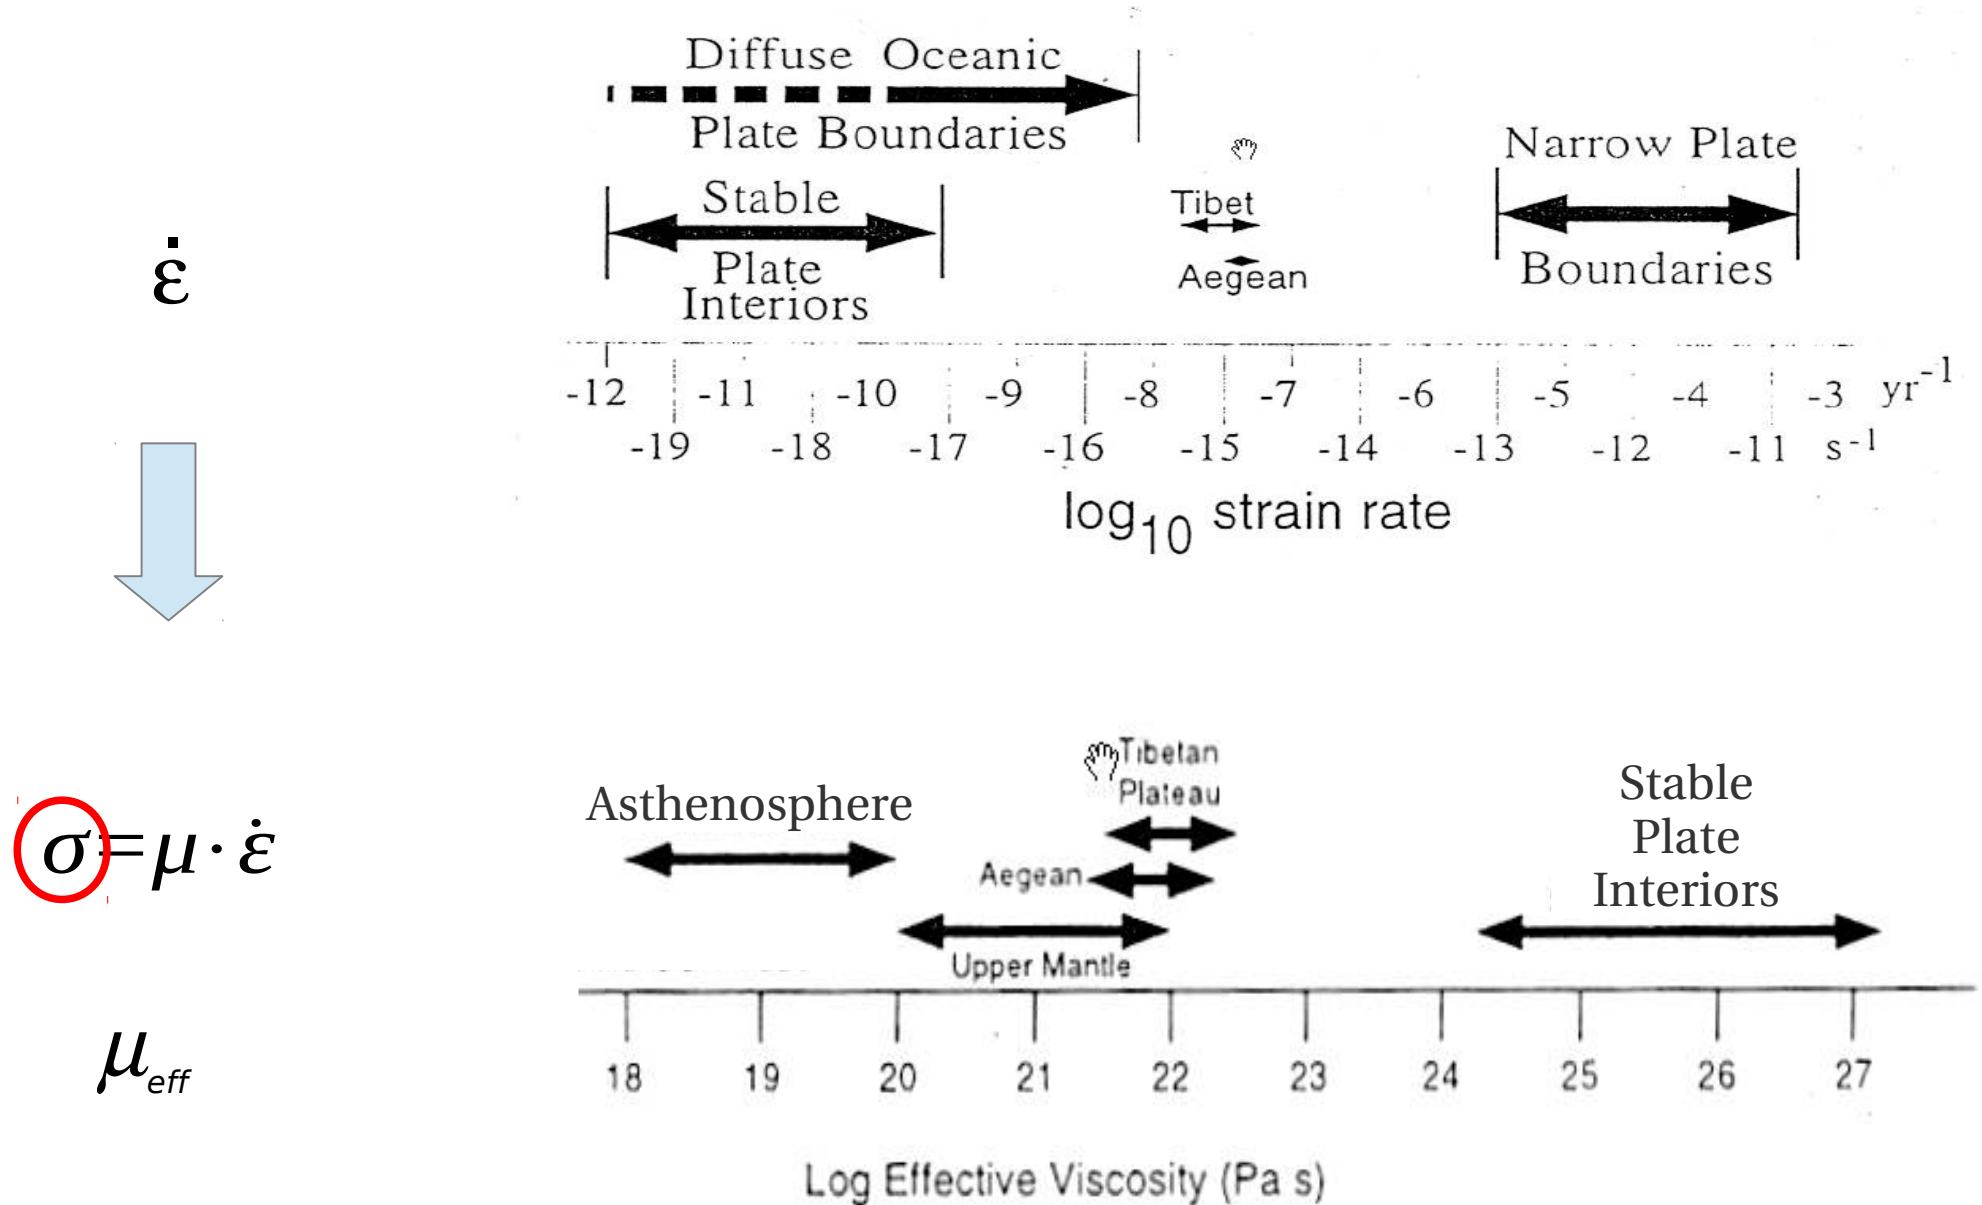 Diffuse Oceanic
Plate Boundaries
Stable
Plate
Interiors
Tibet
Aegean
Narrow Plate
Boundaries
ε̇
-12 -11 -10 -9 -8 -7 -6 -5 -4 -3 yr⁻¹
-19 -18 -17 -16 -15 -14 -13 -12 -11 s⁻¹
log₁₀ strain rate
Tibetan
Plateau
Asthenosphere
Stable
Plate
Interiors
σ=μ·ε̇
Aegean
Upper Mantle
μeff
18 19 20 21 22 23 24 25 26 27
Log Effective Viscosity (Pa s)